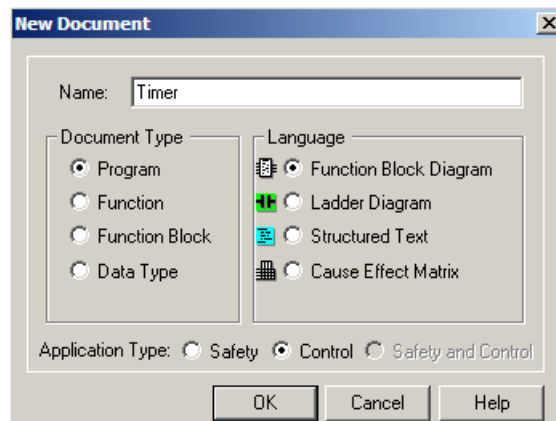 New Document
Name: Timer
Document Type
Program
Function
Function Block
Data Type
Language
Function Block Diagram
Ladder Diagram
Structured Text
Cause Effect Matrix
Application Type: Safety Control Safety and Control
OK Cancel Help